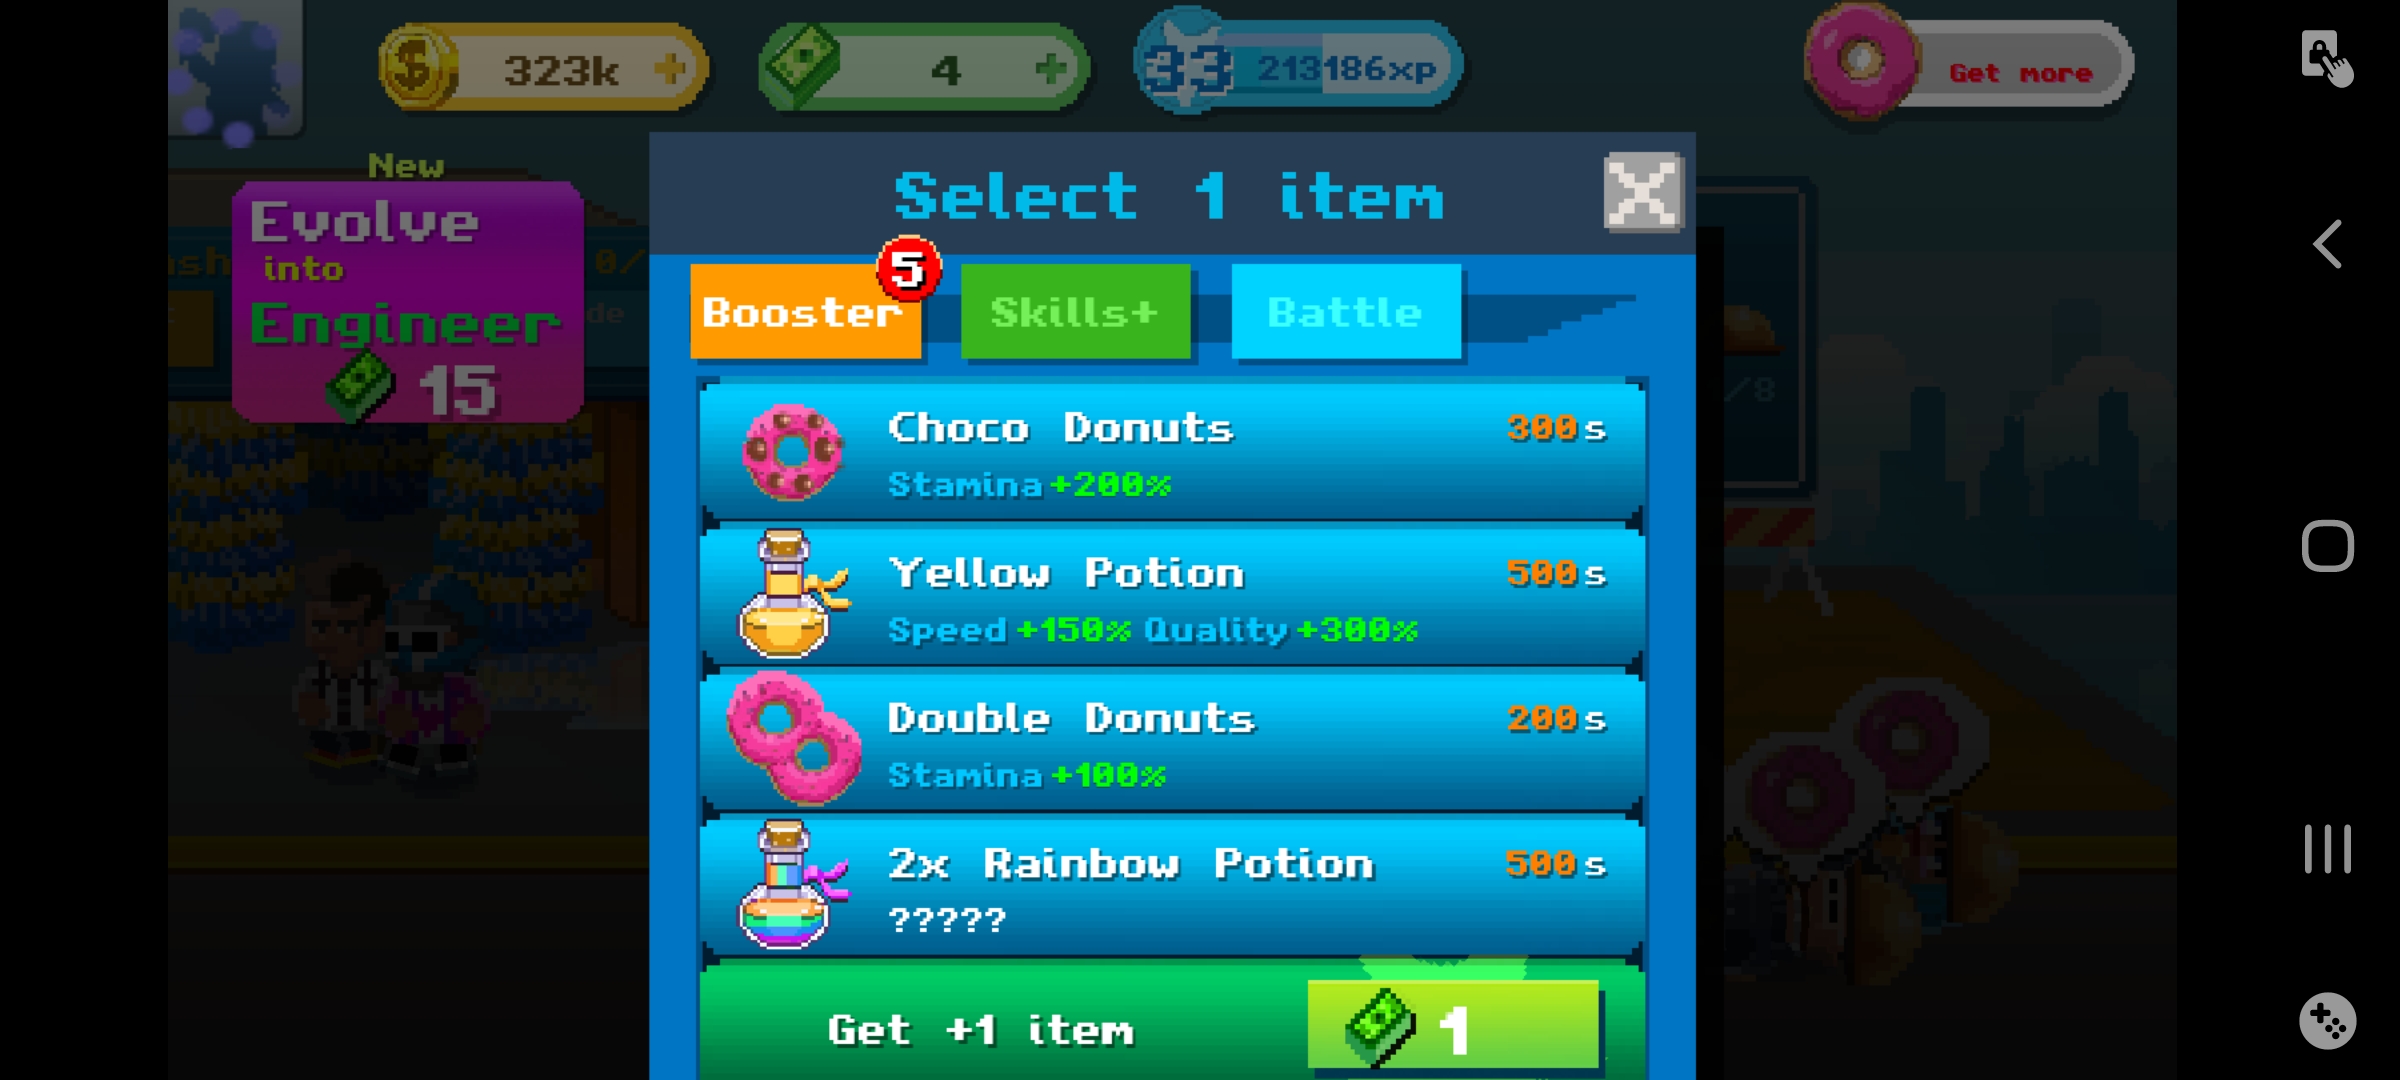 323k
4
33
213186xp
Get more
New
Evolve
into
Engineer
15
Select 1 item
Booster
5
Skills+
Battle
Choco Donuts
300s
Stamina +200%
Yellow Potion
500s
Speed +150% Quality +300%
Double Donuts
200s
Stamina +100%
2x Rainbow Potion
500s
?????
Get +1 item
1
/8
0/